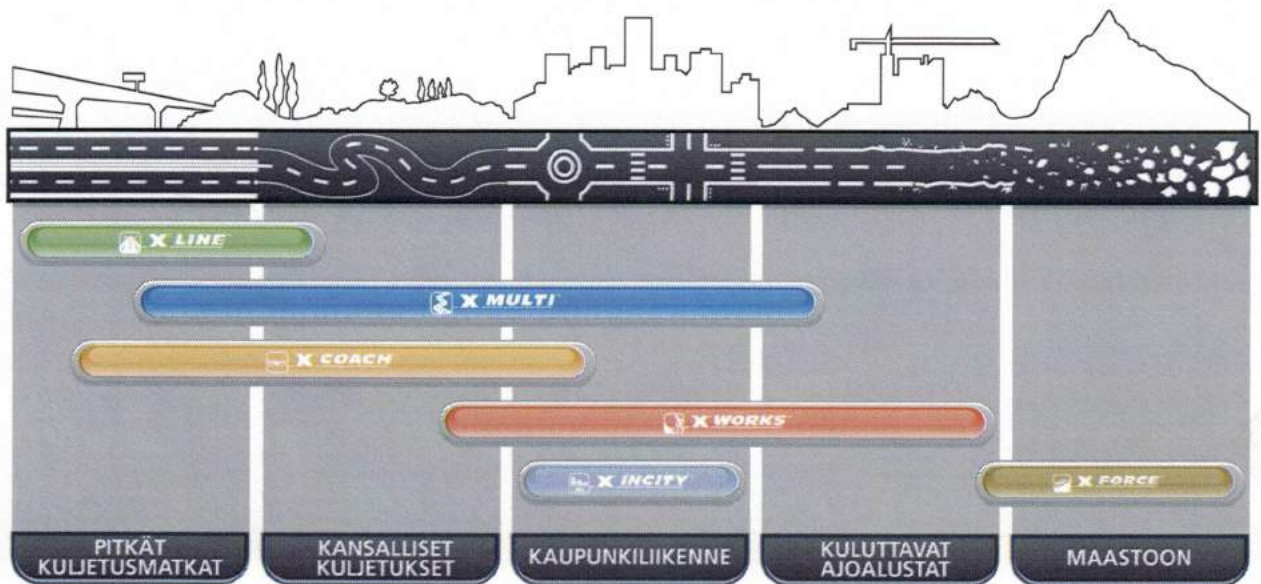 X LINE
X MULTI
X COACH
X WORKS
X INCITY
X FORCE
PITKÄT
KULJETUSMATKAT
KANSALLISET
KULJETUKSET
KAUPUNKILIIKENNE
KULUTTAVAT
AJOALUSTAT
MAASTOON